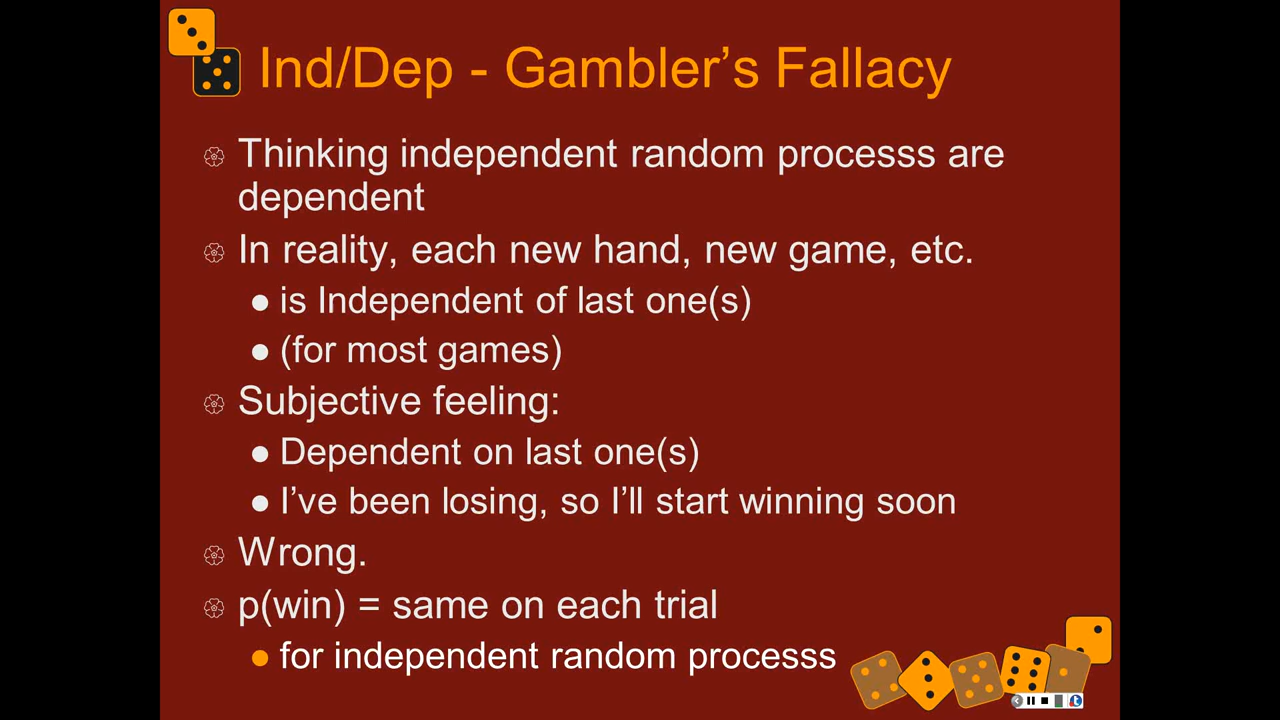 Ind/Dep - Gambler’s Fallacy
Thinking independent random processs are
dependent
In reality, each new hand, new game, etc.
is Independent of last one(s)
(for most games)
Subjective feeling:
Dependent on last one(s)
I’ve been losing, so I’ll start winning soon
Wrong.
p(win) = same on each trial
for independent random processs